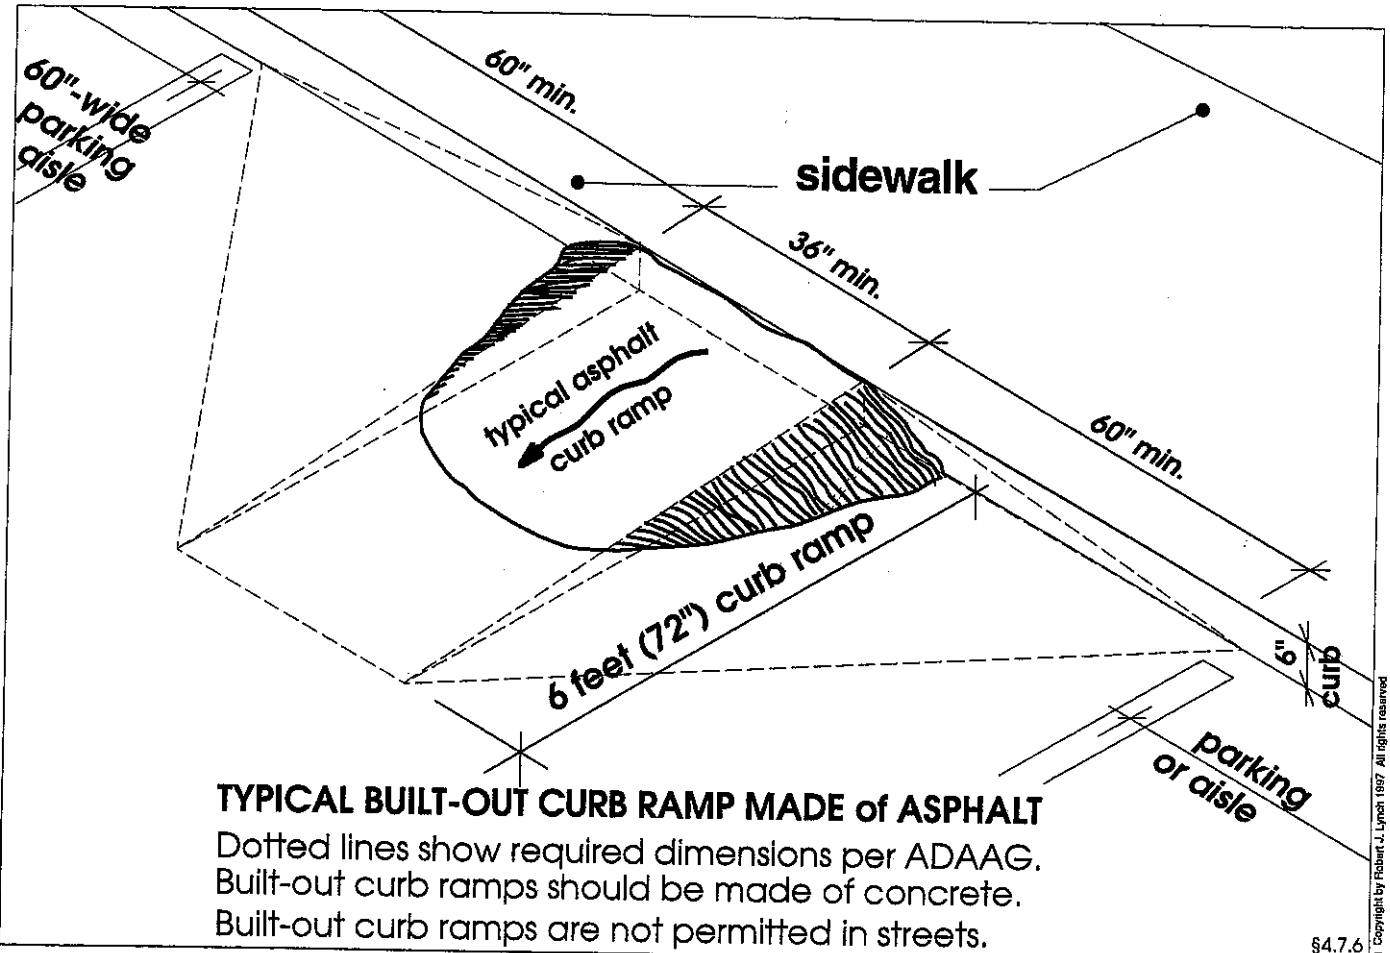 60"-wide
parking
aisle
60" min.
sidewalk
36" min.
typical asphalt
curb ramp
60" min.
6 feet (72") curb ramp
6"
curb
parking
or aisle
TYPICAL BUILT-OUT CURB RAMP MADE of ASPHALT
Dotted lines show required dimensions per ADAAG.
Built-out curb ramps should be made of concrete.
Built-out curb ramps are not permitted in streets.
§4.7.6
Copyright by Robert J. Lynch 1997 All rights reserved